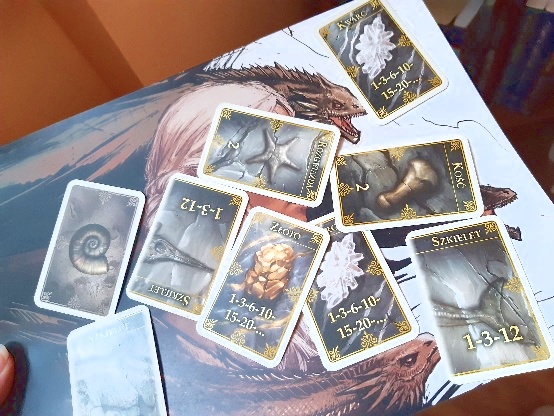 KWARC
1-3-6-10-
15-20-...
ROZGWIAZDA
2
KOŚĆ
2
SZKIELET
1-3-12
ZŁOTO
1-3-6-10-
15-20-...
1-3-6-10-
15-20-...
SZKIELET
1-3-12